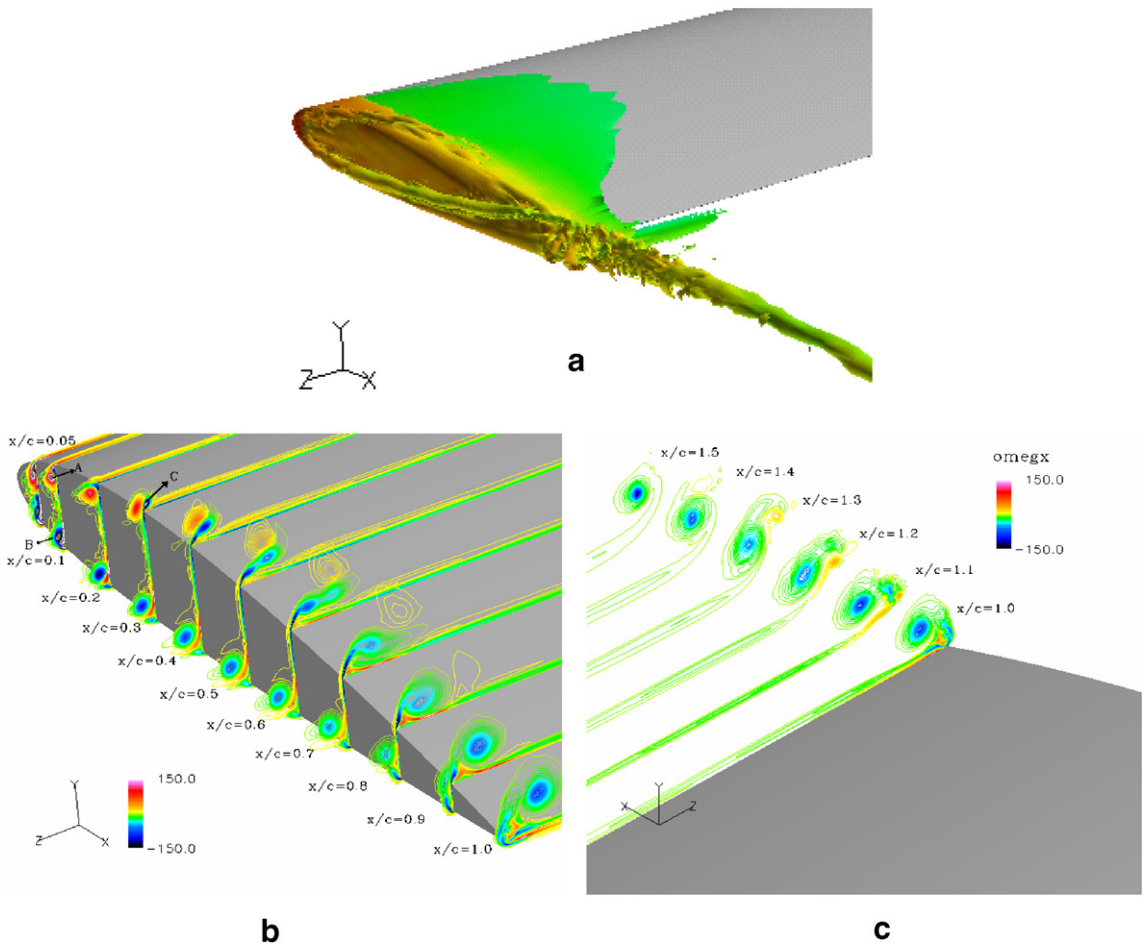 Y
Z
X
a
x/c=0.05
A
C
B
x/c=0.1
x/c=0.2
x/c=0.3
x/c=0.4
x/c=0.5
x/c=0.6
x/c=0.7
x/c=0.8
x/c=0.9
x/c=1.0
Y
Z
X
150.0
-150.0
b
x/c=1.5
x/c=1.4
x/c=1.3
x/c=1.2
x/c=1.1
x/c=1.0
omegx
150.0
-150.0
X
Y
Z
c